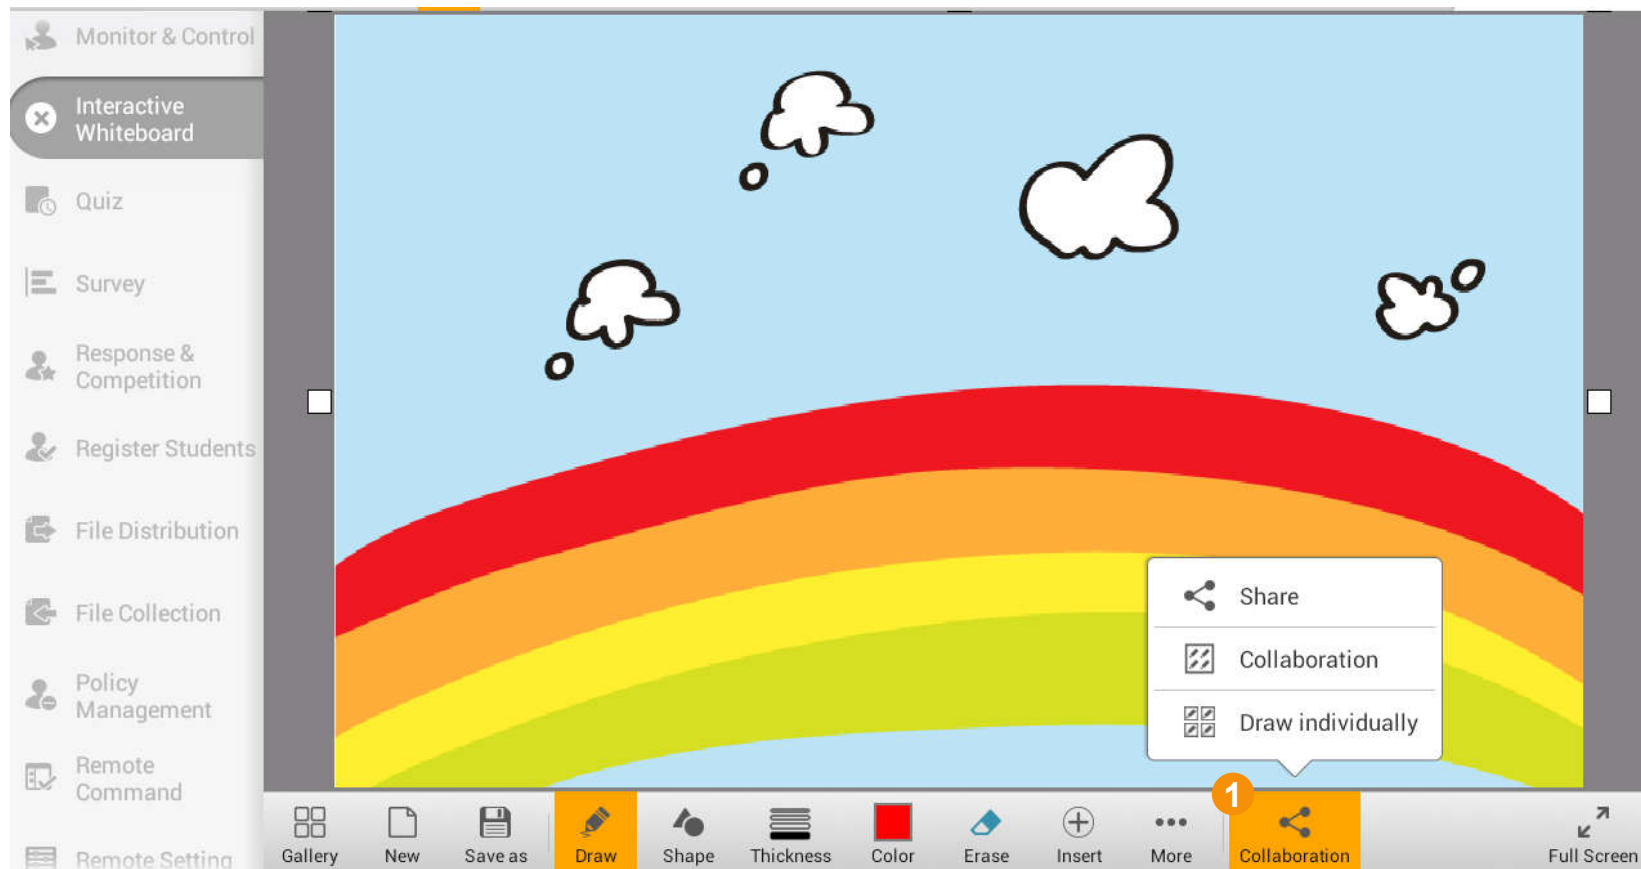 Monitor & Control
Interactive
Whiteboard
Quiz
Survey
Response &
Competition
Register Students
File Distribution
File Collection
Policy
Management
Remote
Command
Remote Setting
Share
Collaboration
Draw individually
1
Gallery
New
Save as
Draw
Shape
Thickness
Color
Erase
Insert
More
Collaboration
Full Screen